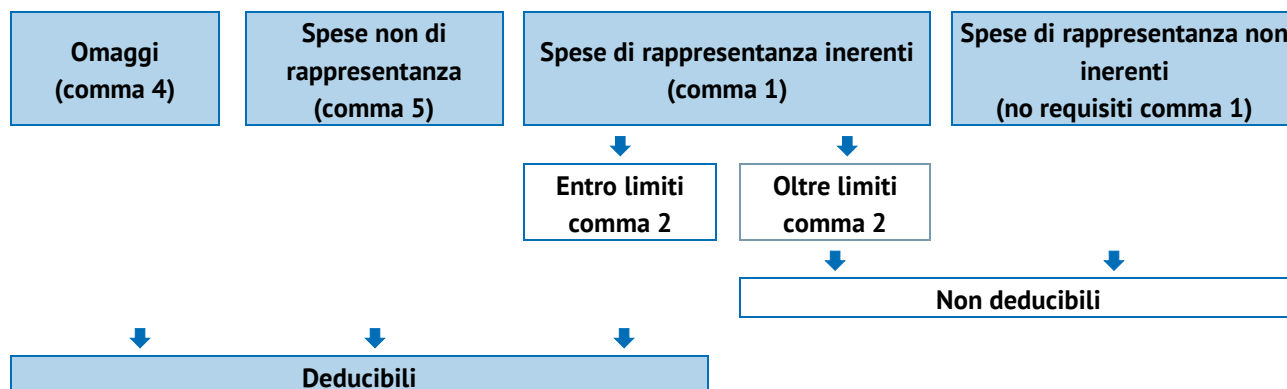 Omaggi
(comma 4)
Spese non di
rappresentanza
(comma 5)
Spese di rappresentanza inerenti
(comma 1)
Spese di rappresentanza non
inerenti
(no requisiti comma 1)
Entro limiti
comma 2
Oltre limiti
comma 2
Non deducibili
Deducibili